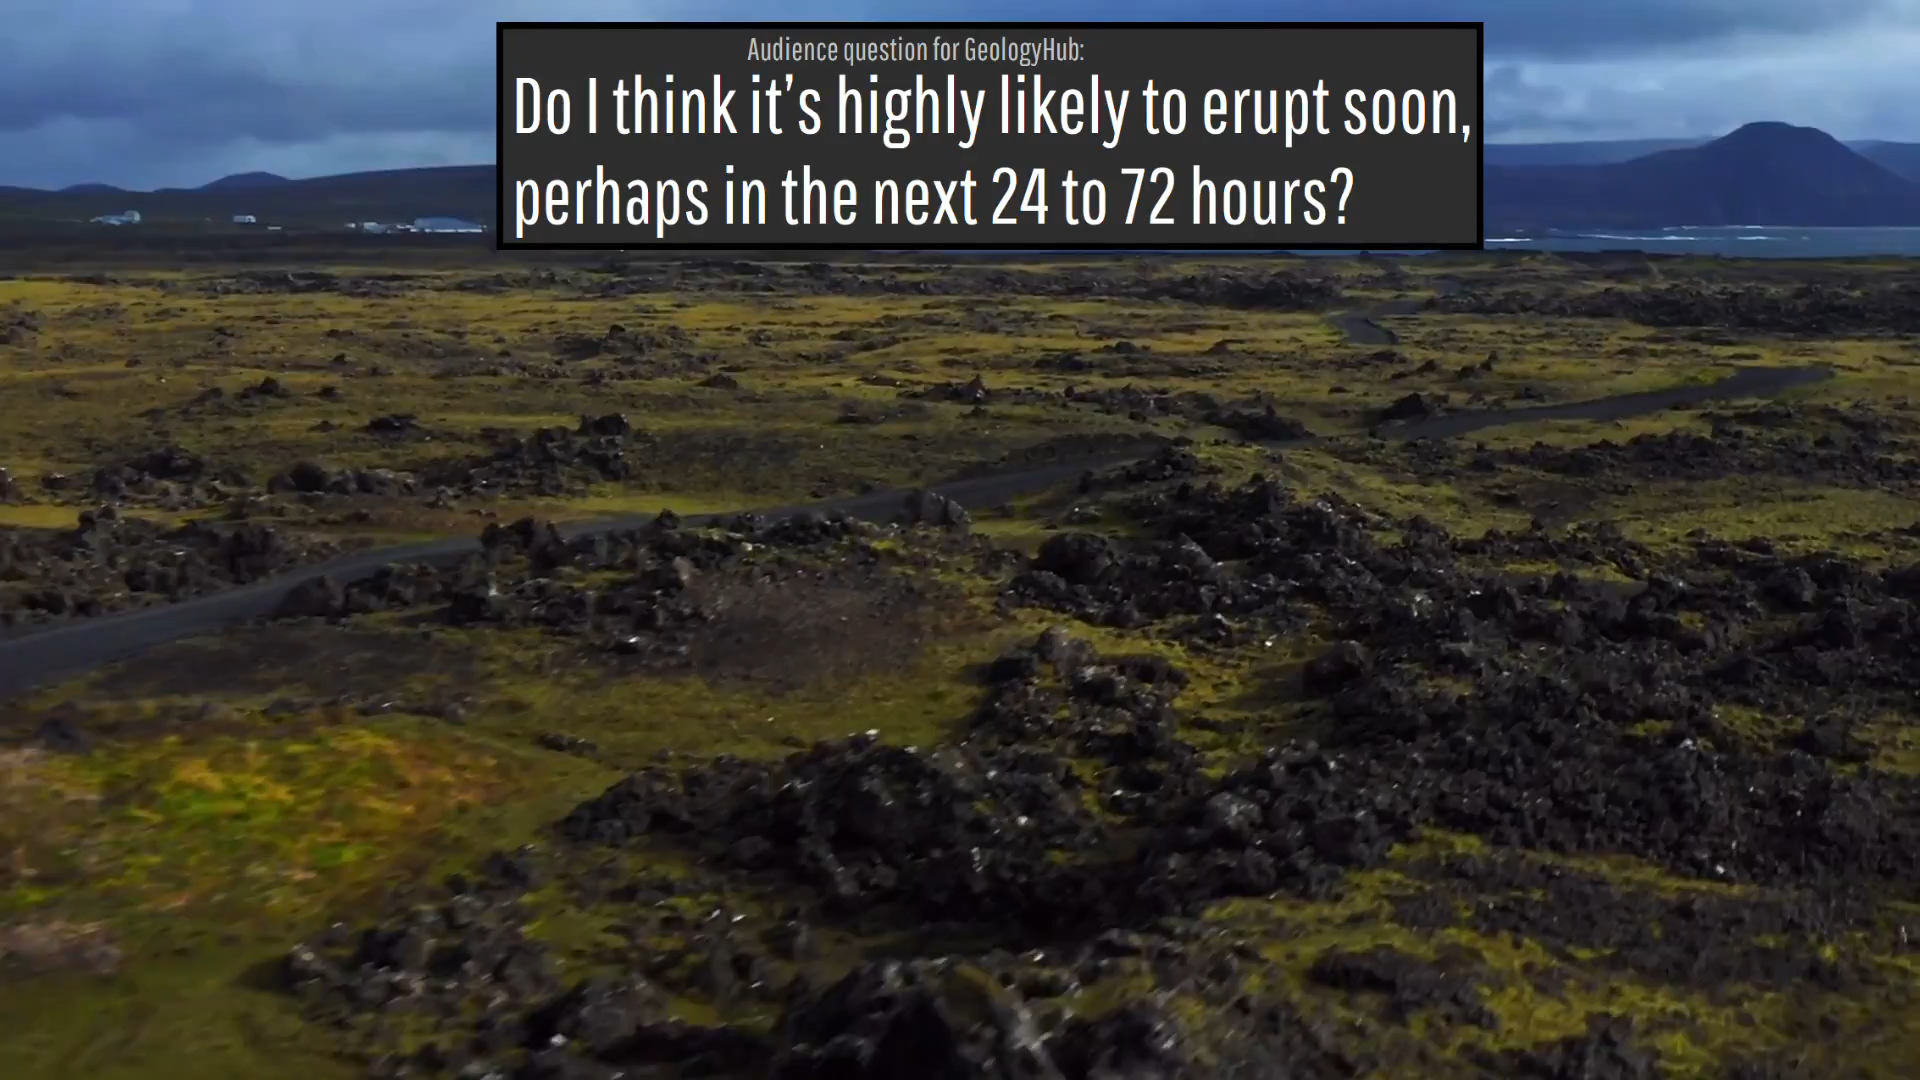 Audience question for GeologyHub:
Do I think it's highly likely to erupt soon,
perhaps in the next 24 to 72 hours?